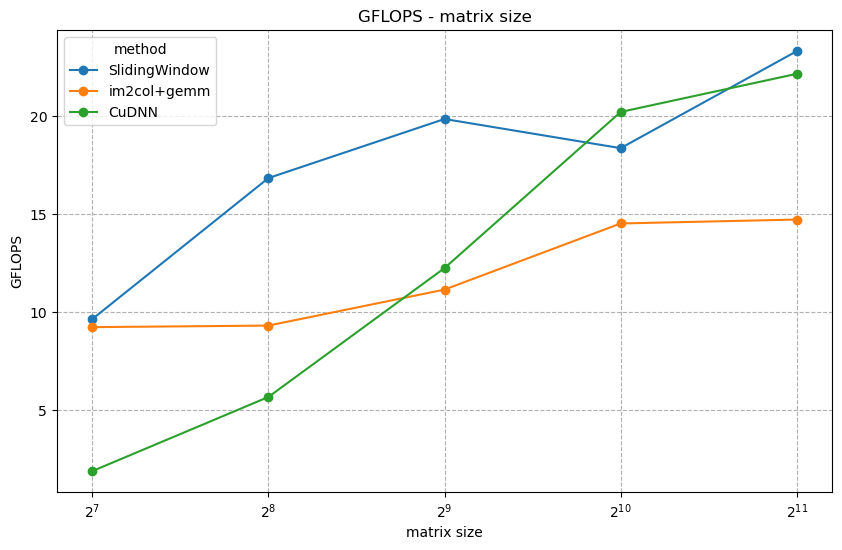 GFLOPS - matrix size
method
SlidingWindow
im2col+gemm
CuDNN
GFLOPS
20
15
10
5
2^7 2^8 2^9 2^10 2^11
matrix size